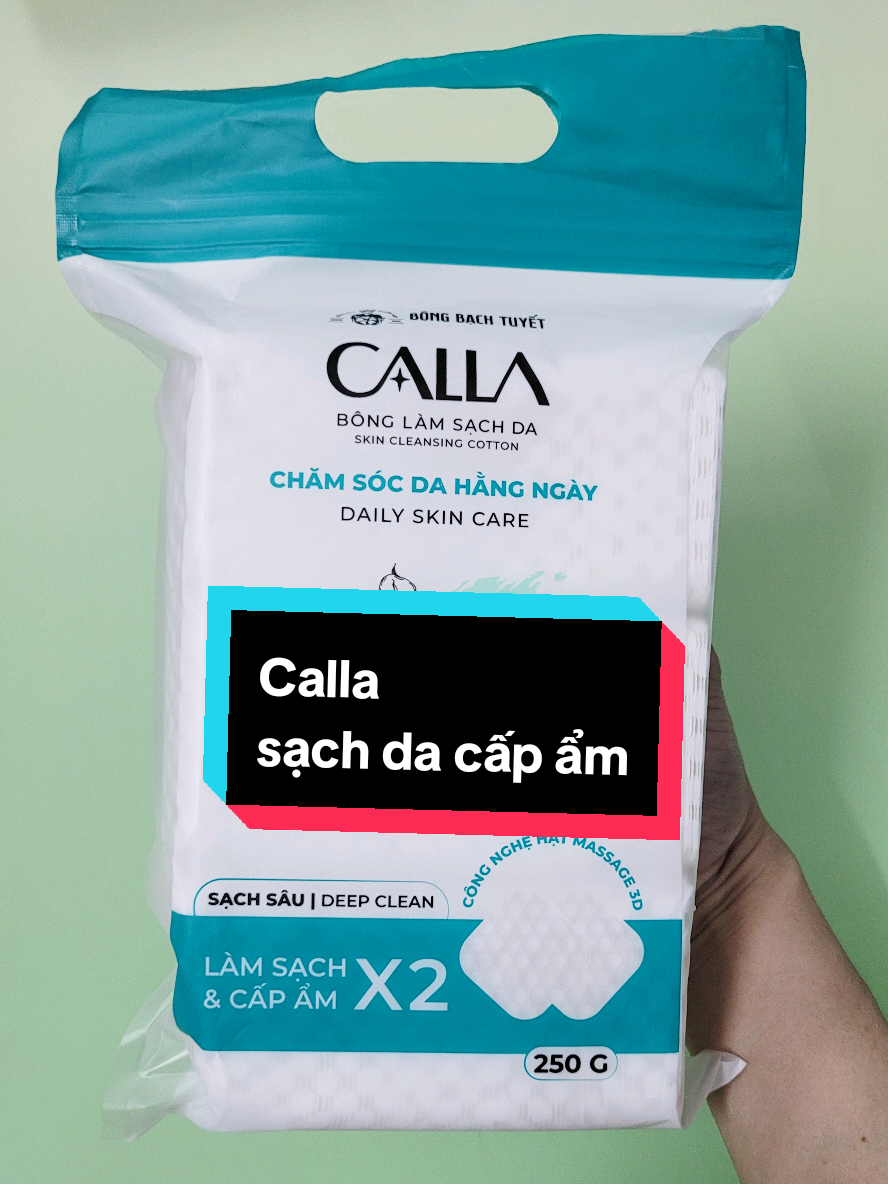 BÔNG BẠCH TUYẾT
CALLA
BÔNG LÀM SẠCH DA
SKIN CLEANSING COTTON
CHĂM SÓC DA HẰNG NGÀY
DAILY SKIN CARE
Calla
sạch da cấp ẩm
CÔNG NGHỆ HẠT MASSAGE 3D
SẠCH SÂU | DEEP CLEAN
LÀM SẠCH
& CẤP ẨM X2
250 G